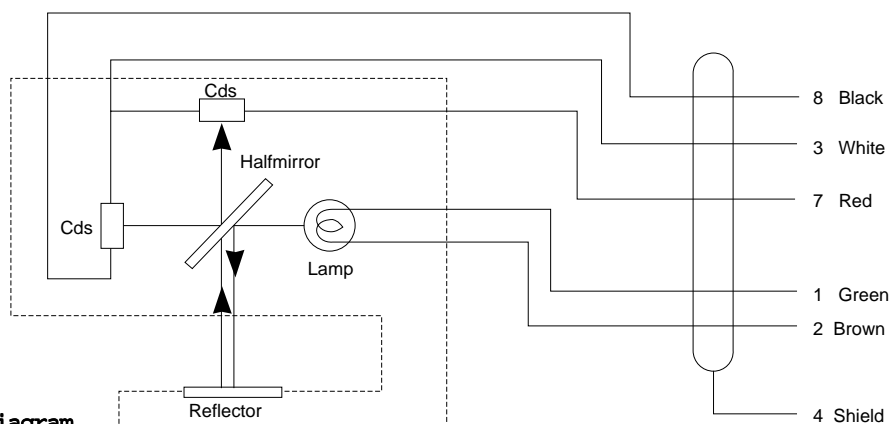 Cds
8 Black
Halfmirror
3 White
7 Red
Cds
Lamp
1 Green
2 Brown
Reflector
4 Shield